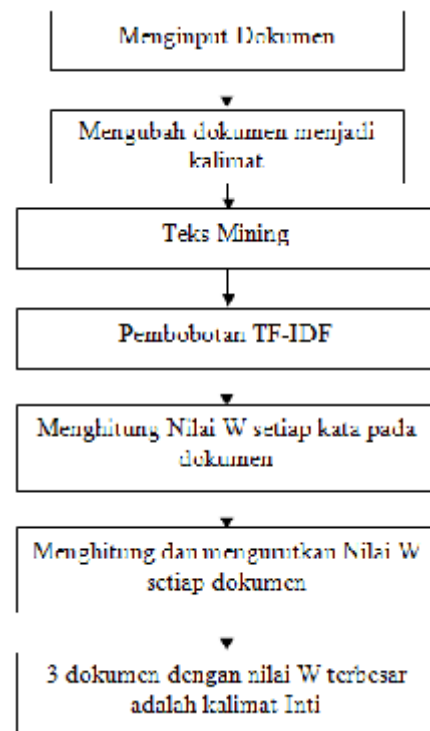 Menginput Dokumen
Mengubah dokumen menjadi
kalimat
Teks Mining
Pembobotan TF-IDF
Menghitung Nilai W setiap kata pada
dokumen
Menghitung dan mengurutkan Nilai W
setiap dokumen
3 dokumen dengan nilai W terbesar
adalah kalimat Inti